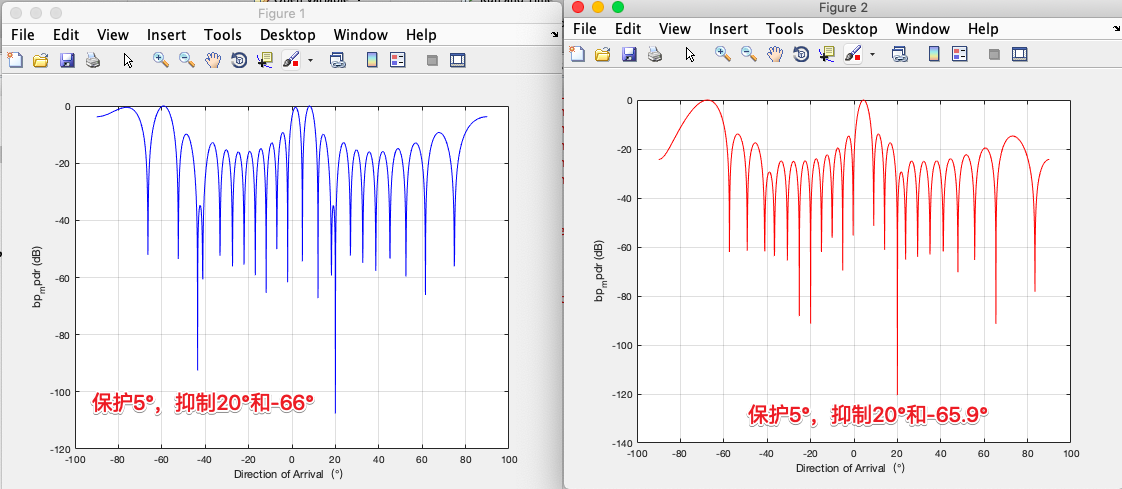 Figure 1
File Edit View Insert Tools Desktop Window Help
0
-20
-40
-60
-80
-100
-120
bp_mpdr (dB)
保护5°，抑制20°和-66°
-100 -80 -60 -40 -20 0 20 40 60 80 100
Direction of Arrival (°)
Figure 2
File Edit View Insert Tools Desktop Window Help
0
-20
-40
-60
-80
-100
-120
-140
bp_mpdr (dB)
保护5°，抑制20°和-65.9°
-100 -80 -60 -40 -20 0 20 40 60 80 100
Direction of Arrival (°)